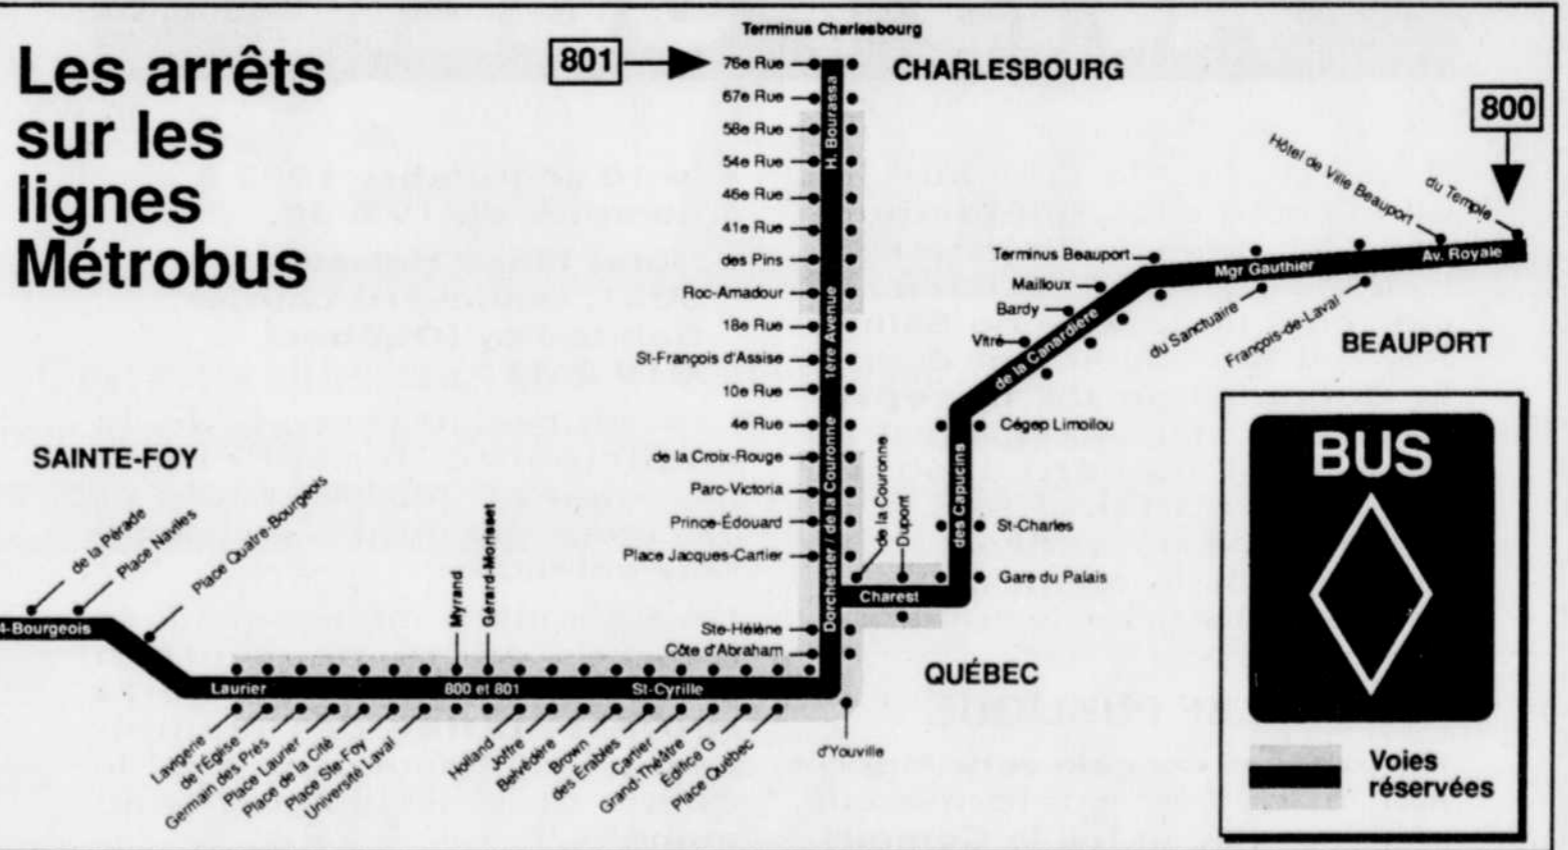 Les arrêts
sur les
lignes
Métrobus
801
Terminus Charlesbourg
CHARLESBOURG
76e Rue
67e Rue
58e Rue
54e Rue
46e Rue
41e Rue
des Pins
Roc-Amadour
18e Rue
St-François d'Assise
10e Rue
4e Rue
de la Croix-Rouge
Parc-Victoria
Prince-Édouard
Place Jacques-Cartier
Ste-Hélène
Côte d'Abraham
H. Bourassa
1ère Avenue
Dorchester / de la Couronne
800
Hôtel de Ville Beauport
du Temple
Terminus Beauport
Mailloux
Bardy
Vitré
Mgr Gauthier
Av. Royale
de la Canardière
du Sanctuaire
François-de-Laval
BEAUPORT
Cégep Limoilou
des Capucins
St-Charles
Gare du Palais
de la Couronne
Dupont
Charest
QUÉBEC
SAINTE-FOY
de la Pérade
Place Naviles
Place Quatre-Bourgeois
4-Bourgeois
Myrand
Gérard-Morisset
Laurier
800 et 801
St-Cyrille
Lavigerie
de l'Église
Germain des Prés
Place Laurier
Place de la Cité
Place Ste-Foy
Université Laval
Holland
Joffre
Belvédère
Brown
des Érables
Cartier
Grand Théâtre
Édifice G
Place Québec
d'Youville
BUS
Voies
réservées